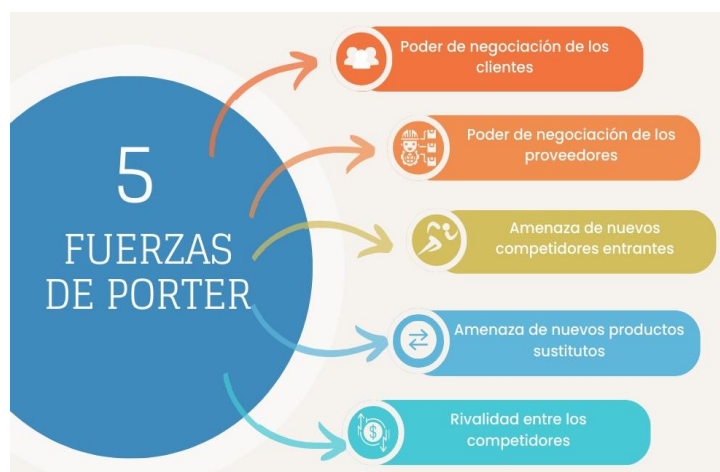 5
FUERZAS
DE PORTER
Poder de negociación de los
clientes
Poder de negociación de los
proveedores
Amenaza de nuevos
competidores entrantes
Amenaza de nuevos productos
sustitutos
Rivalidad entre los
competidores